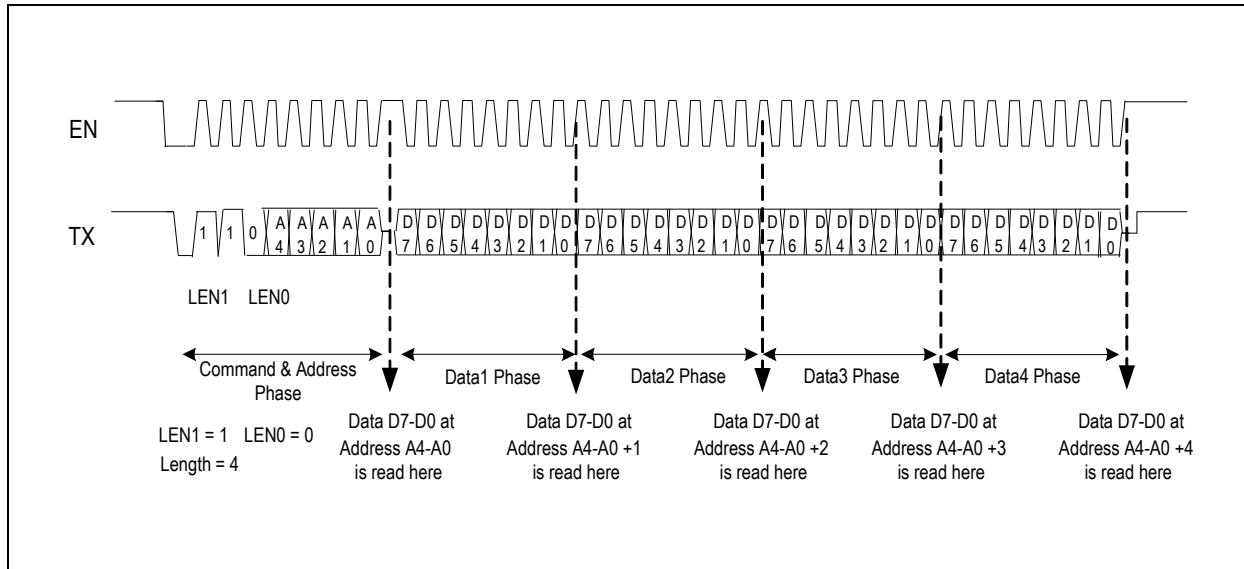 EN
TX
1 1 0 A4 A3 A2 A1 A0 D7 D6 D5 D4 D3 D2 D1 D0 D7 D6 D5 D4 D3 D2 D1 D0 D7 D6 D5 D4 D3 D2 D1 D0 D7 D6 D5 D4 D3 D2 D1 D0
LEN1 LEN0
Command & Address
Phase
Data1 Phase
Data2 Phase
Data3 Phase
Data4 Phase
LEN1 = 1 LEN0 = 0
Length = 4
Data D7-D0 at
Address A4-A0
is read here
Data D7-D0 at
Address A4-A0 +1
is read here
Data D7-D0 at
Address A4-A0 +2
is read here
Data D7-D0 at
Address A4-A0 +3
is read here
Data D7-D0 at
Address A4-A0 +4
is read here